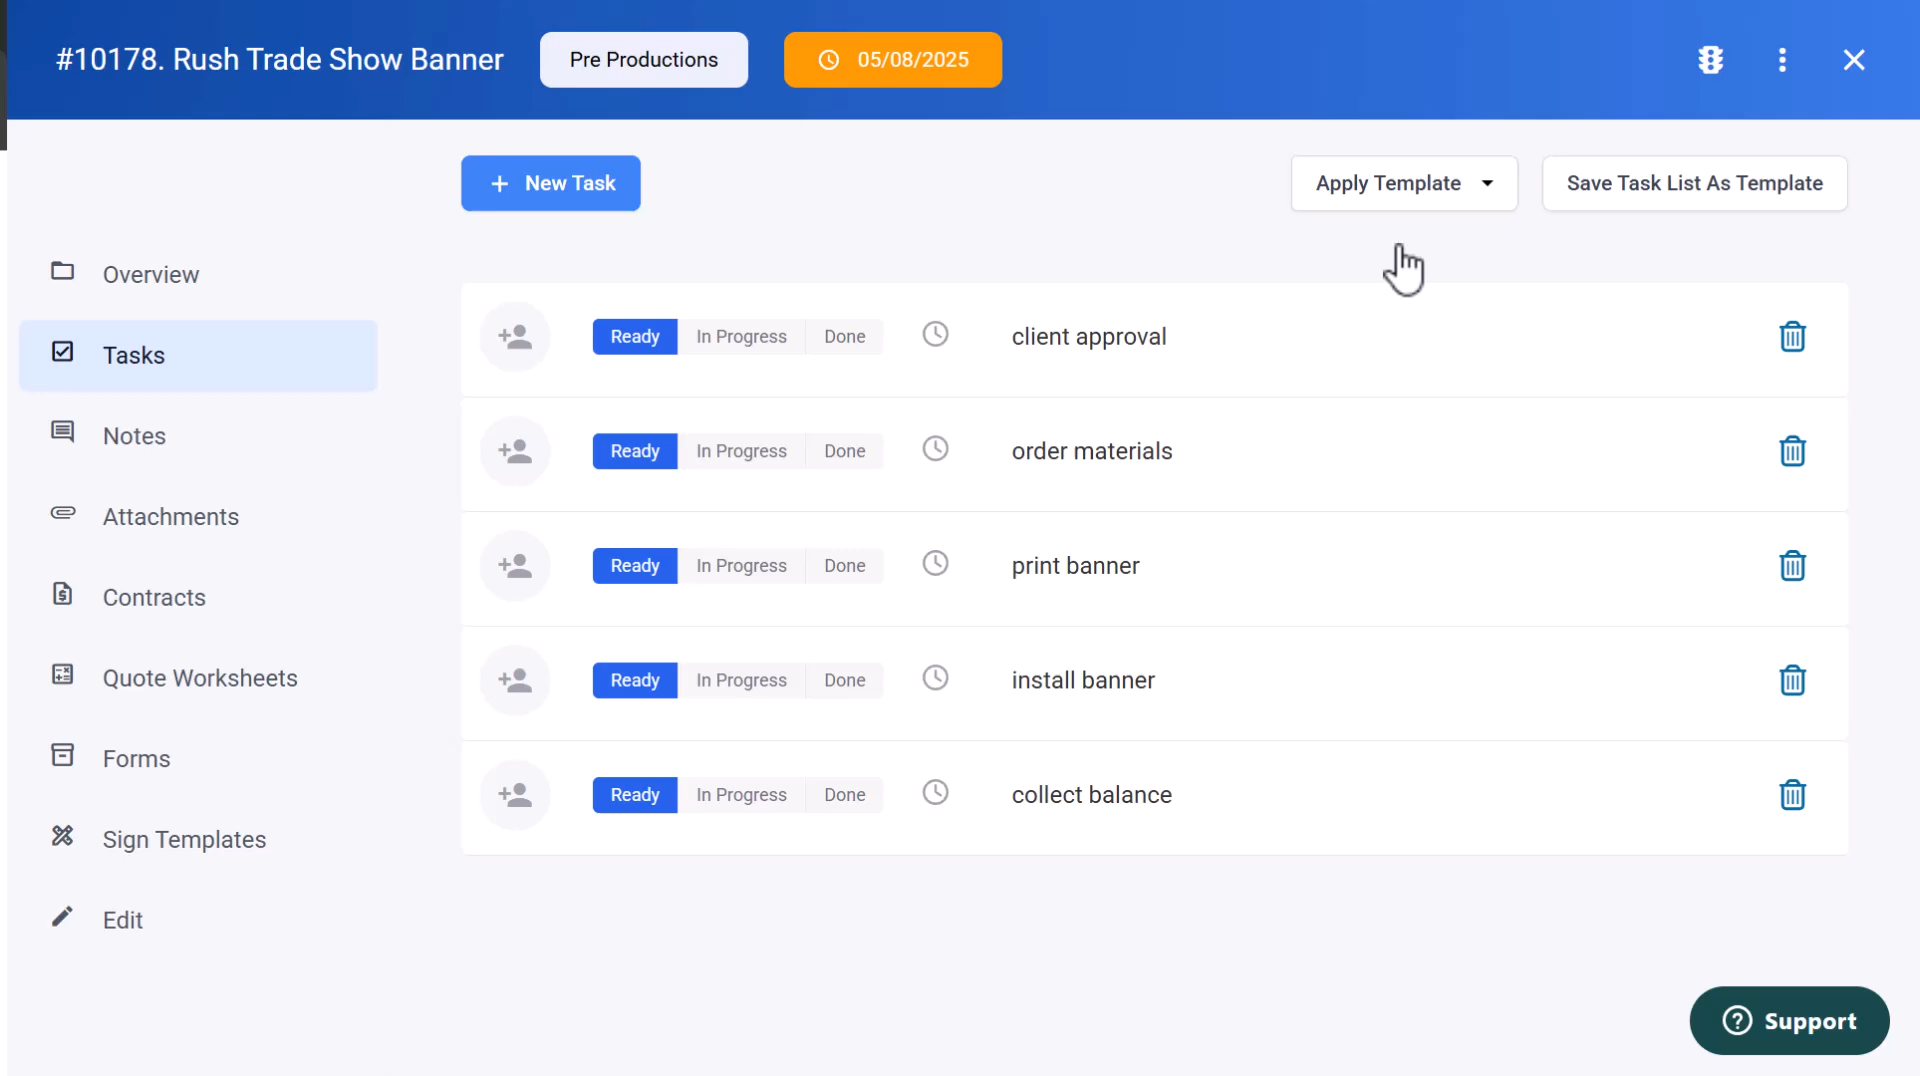 #10178. Rush Trade Show Banner Pre Productions 05/08/2025
New Task Apply Template Save Task List As Template
Overview
Tasks
Notes
Attachments
Contracts
Quote Worksheets
Forms
Sign Templates
Edit
Ready In Progress Done client approval
Ready In Progress Done order materials
Ready In Progress Done print banner
Ready In Progress Done install banner
Ready In Progress Done collect balance
Support